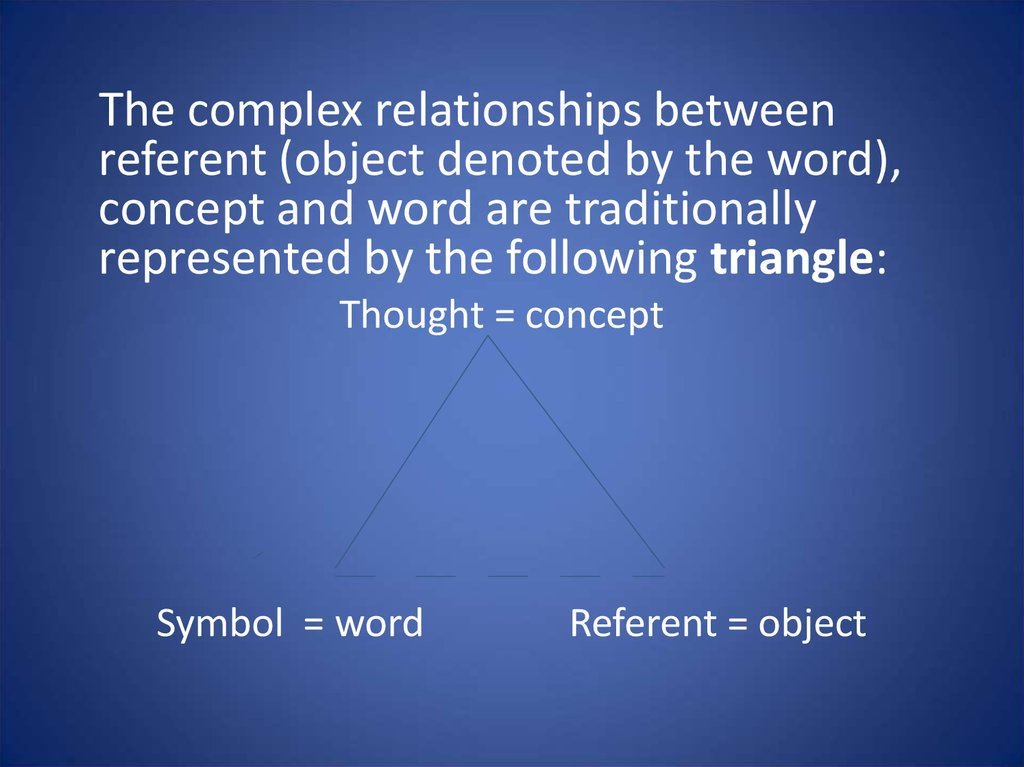 The complex relationships between
referent (object denoted by the word),
concept and word are traditionally
represented by the following triangle:
Thought = concept
Symbol  = word
Referent = object